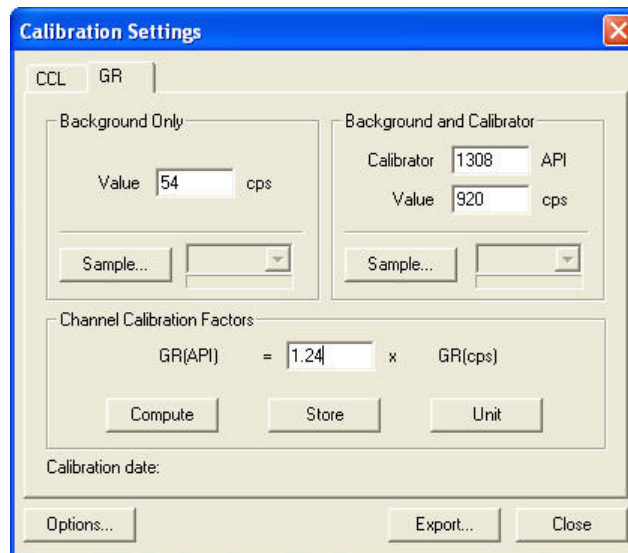 Calibration Settings
CCL GR
Background Only
Value 54 cps
Sample...
Background and Calibrator
Calibrator 1308 API
Value 920 cps
Sample...
Channel Calibration Factors
GR(API) = 1.24 x GR(cps)
Compute Store Unit
Calibration date:
Options... Export... Close